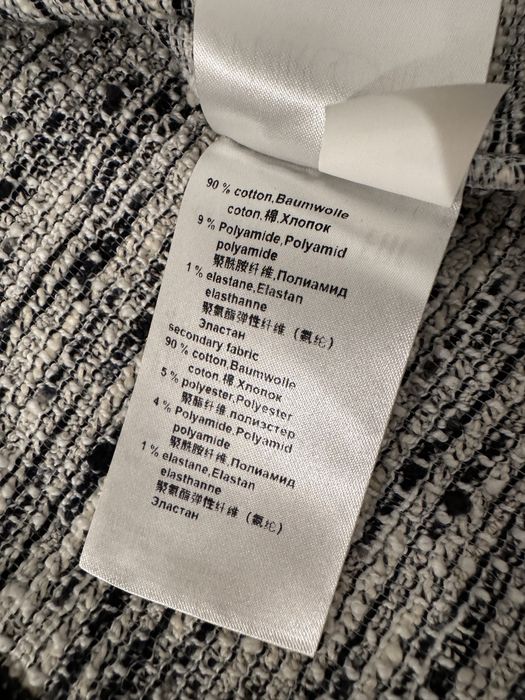 90 % cotton,Baumwolle
coton,棉,Хлопок
9 % Polyamide,Polyamid
polyamide
聚酰胺纤维,Полиамид
1 % elastane,Elastan
elasthanne
聚氨酯弹性纤维（氨纶）
Эластан
secondary fabric
90 % cotton,Baumwolle
coton,棉,Хлопок
5 % polyester,Polyester
聚酯纤维,полиэстер
4 % Polyamide,Polyamid
polyamide
聚酰胺纤维,Полиамид
1 % elastane,Elastan
elasthanne
聚氨酯弹性纤维（氨纶）
Эластан